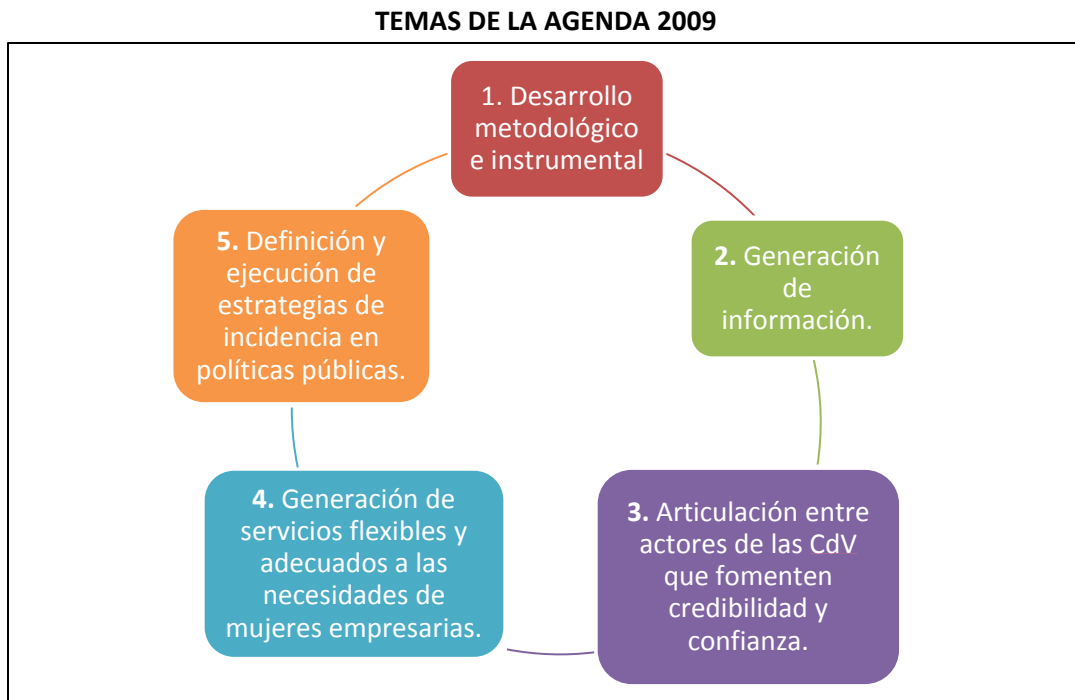 TEMAS DE LA AGENDA 2009
1. Desarrollo
metodológico
e instrumental
2. Generación
de
información.
3. Articulación entre
actores de las CdV
que fomenten
credibilidad y
confianza.
4. Generación de
servicios flexibles y
adecuados a las
necesidades de
mujeres empresarias.
5. Definición y
ejecución de
estrategias de
incidencia en
políticas públicas.